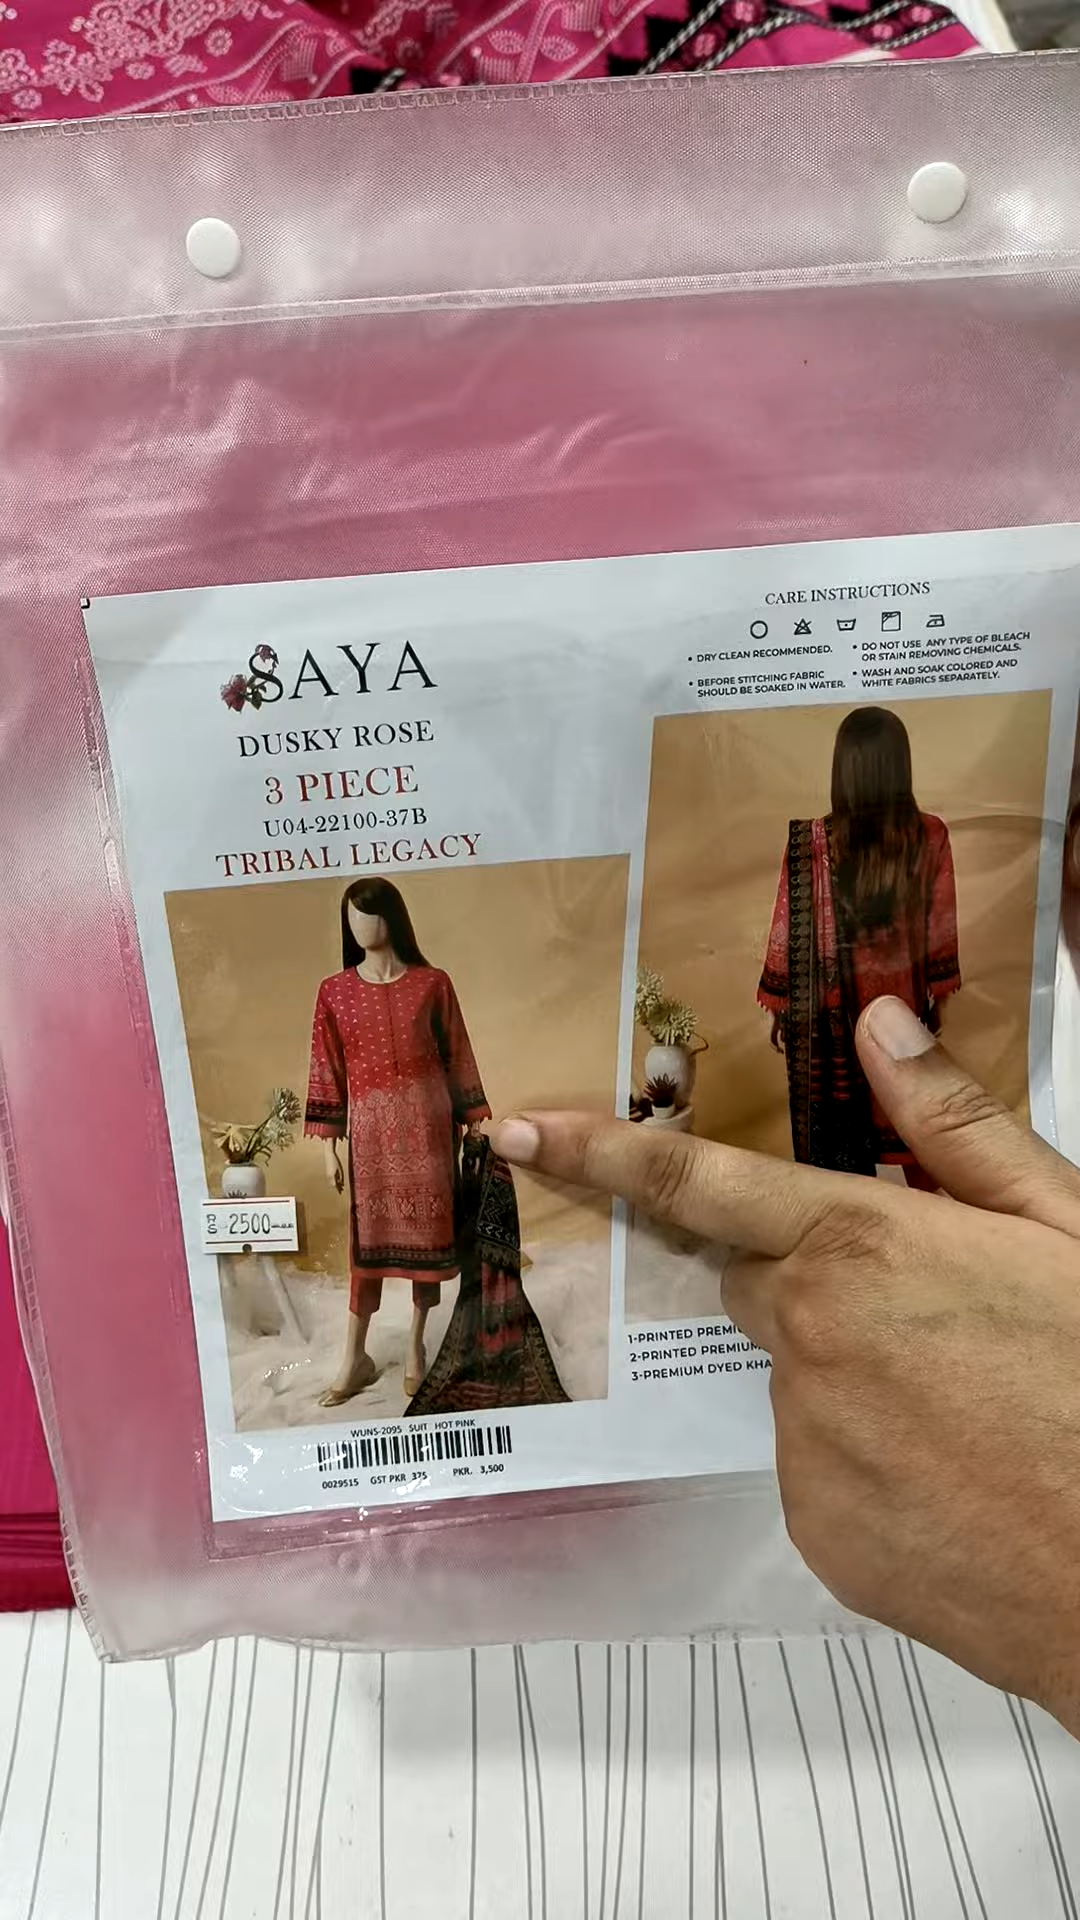 SAYA
DUSKY ROSE
3 PIECE
U04-22100-37B
TRIBAL LEGACY
RS 2500
WUNS-2095 SUIT HOT PINK
0029515 GST PKR 375 PKR. 3,500
CARE INSTRUCTIONS
• DRY CLEAN RECOMMENDED.
• BEFORE STITCHING FABRIC
SHOULD BE SOAKED IN WATER.
• DO NOT USE ANY TYPE OF BLEACH
OR STAIN REMOVING CHEMICALS.
• WASH AND SOAK COLORED AND
WHITE FABRICS SEPARATELY.
1-PRINTED
2-PRINTED PREMIUM
3-PREMIUM DYED